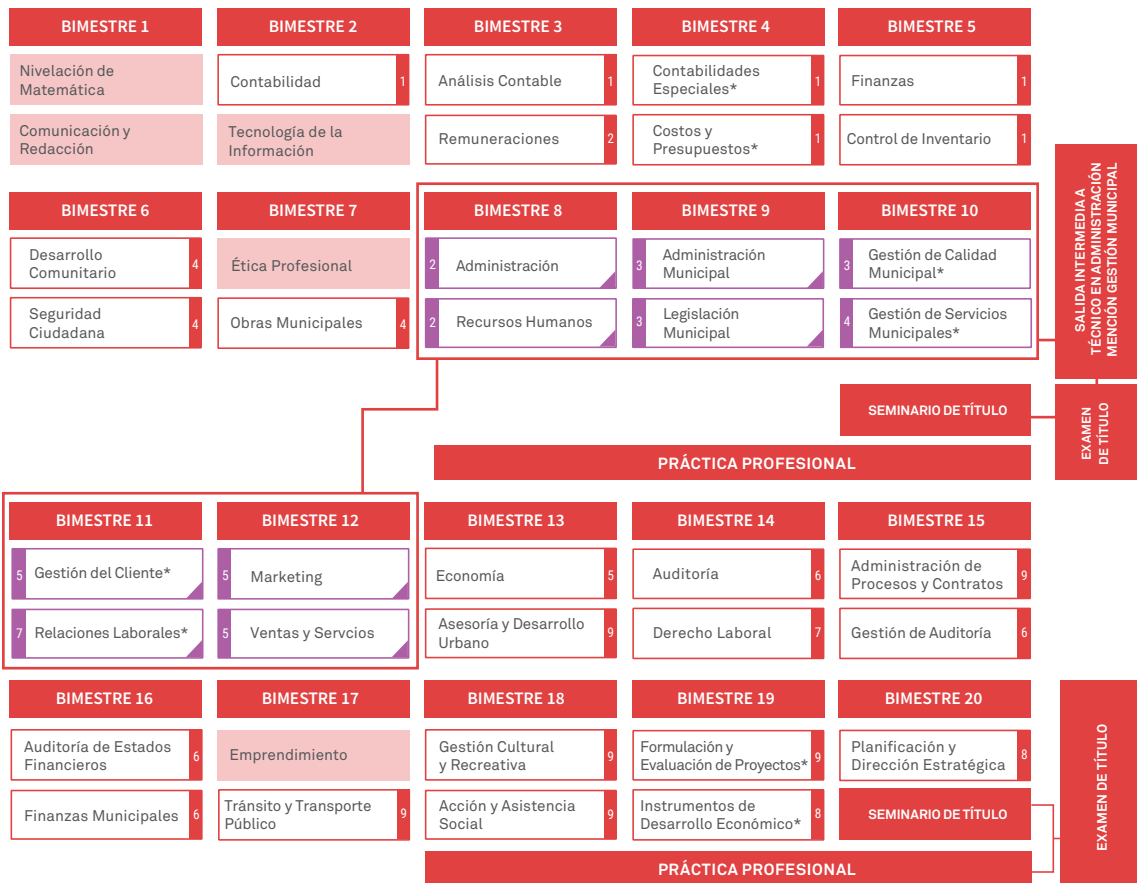 BIMESTRE 1
BIMESTRE 2
BIMESTRE 3
BIMESTRE 4
BIMESTRE 5
Nivelación de
Matemática
Contabilidad
1
Análisis Contable
1
Contabilidades
Especiales*
1
Finanzas
1
Comunicación y
Redacción
Tecnología de la
Información
Remuneraciones
2
Costos y
Presupuestos*
1
Control de Inventario
1
SALIDA INTERMEDIA A
TÉCNICO EN ADMINISTRACIÓN
MENCIÓN GESTIÓN MUNICIPAL
BIMESTRE 6
BIMESTRE 7
BIMESTRE 8
BIMESTRE 9
BIMESTRE 10
Desarrollo
Comunitario
4
Ética Profesional
2
Administración
3
Administración
Municipal
3
Gestión de Calidad
Municipal*
Seguridad
Ciudadana
4
Obras Municipales
4
2
Recursos Humanos
3
Legislación
Municipal
4
Gestión de Servicios
Municipales*
SEMINARIO DE TÍTULO
EXAMEN
DE TÍTULO
PRÁCTICA PROFESIONAL
BIMESTRE 11
BIMESTRE 12
BIMESTRE 13
BIMESTRE 14
BIMESTRE 15
5
Gestión del Cliente*
5
Marketing
Economía
5
Auditoría
6
Administración de
Procesos y Contratos
9
7
Relaciones Laborales*
5
Ventas y Servcios
Asesoría y Desarrollo
Urbano
9
Derecho Laboral
7
Gestión de Auditoría
6
BIMESTRE 16
BIMESTRE 17
BIMESTRE 18
BIMESTRE 19
BIMESTRE 20
Auditoría de Estados
Financieros
6
Emprendimiento
Gestión Cultural
y Recreativa
9
Formulación y
Evaluación de Proyectos*
9
Planificación y
Dirección Estratégica
8
Finanzas Municipales
6
Tránsito y Transporte
Público
9
Acción y Asistencia
Social
9
Instrumentos de
Desarrollo Económico*
8
SEMINARIO DE TÍTULO
EXAMEN DE TÍTULO
PRÁCTICA PROFESIONAL